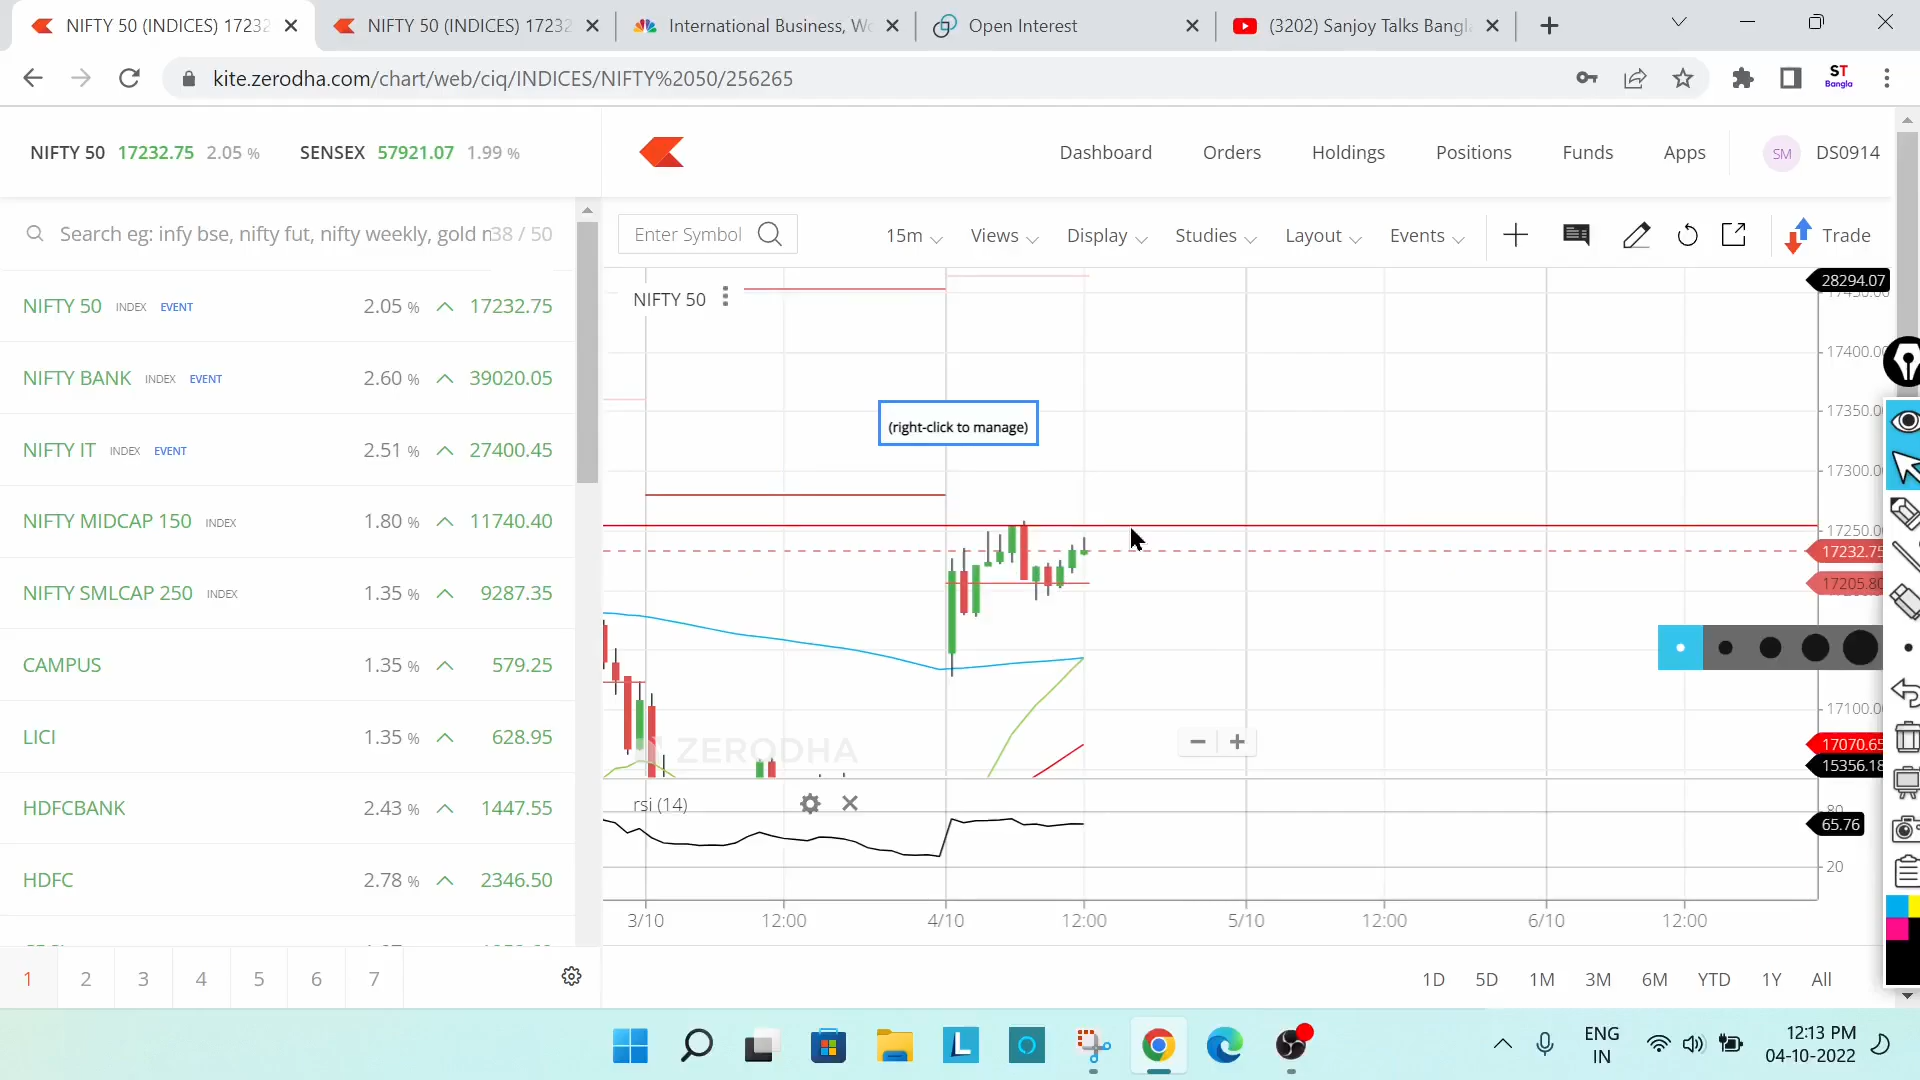 NIFTY 50 (INDICES) 1723
NIFTY 50 (INDICES) 17232
International Business, Wo
Open Interest
(3202) Sanjoy Talks Bangl
kite.zerodha.com/chart/web/ciq/INDICES/NIFTY%2050/256265
ST
Bangla
NIFTY 50 17232.75 2.05 %
SENSEX 57921.07 1.99 %
Dashboard
Orders
Holdings
Positions
Funds
Apps
SM
DS0914
Search eg: infy bse, nifty fut, nifty weekly, gold
38 / 50
Enter Symbol
15m
Views
Display
Studies
Layout
Events
Trade
NIFTY 50 INDEX EVENT 2.05 % 17232.75
NIFTY BANK INDEX EVENT 2.60 % 39020.05
NIFTY IT INDEX EVENT 2.51 % 27400.45
NIFTY MIDCAP 150 INDEX 1.80 % 11740.40
NIFTY SMLCAP 250 INDEX 1.35 % 9287.35
CAMPUS 1.35 % 579.25
LICI 1.35 % 628.95
HDFCBANK 2.43 % 1447.55
HDFC 2.78 % 2346.50
1 2 3 4 5 6 7
NIFTY 50
(right-click to manage)
28294.07
17400.00
17350.0
17300.0
17250.00
17232.75
17205.80
17100.00
17070.65
15356.18
ZERODHA
rsi (14)
80
65.76
20
3/10 12:00 4/10 12:00 5/10 12:00 6/10 12:00
1D 5D 1M 3M 6M YTD 1Y All
L
ENG
IN
12:13 PM
04-10-2022